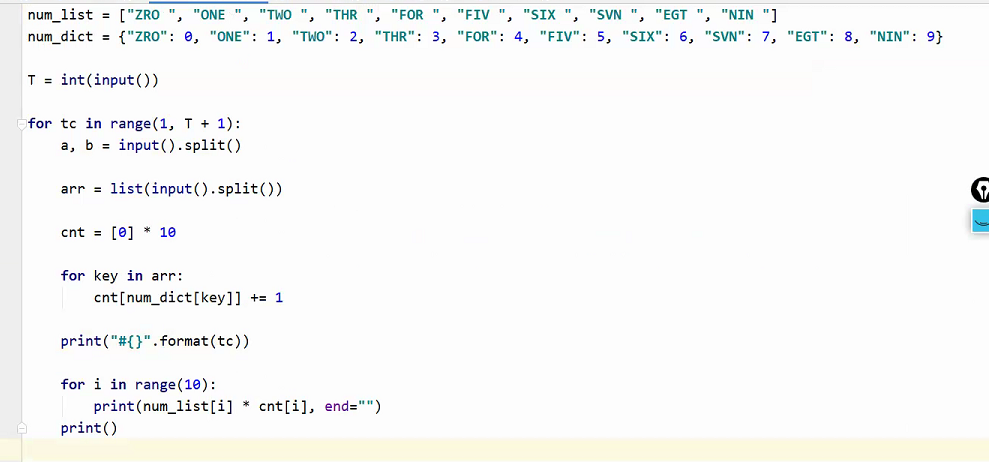 num_list = ["ZRO ", "ONE ", "TWO ", "THR ", "FOR ", "FIV ", "SIX ", "SVN ", "EGT ", "NIN "]
num_dict = {"ZRO": 0, "ONE": 1, "TWO": 2, "THR": 3, "FOR": 4, "FIV": 5, "SIX": 6, "SVN": 7, "EGT": 8, "NIN": 9}
T = int(input())
for tc in range(1, T + 1):
    a, b = input().split()
    arr = list(input().split())
    cnt = [0] * 10
    for key in arr:
        cnt[num_dict[key]] += 1
    print("#{}".format(tc))
    for i in range(10):
        print(num_list[i] * cnt[i], end="")
    print()